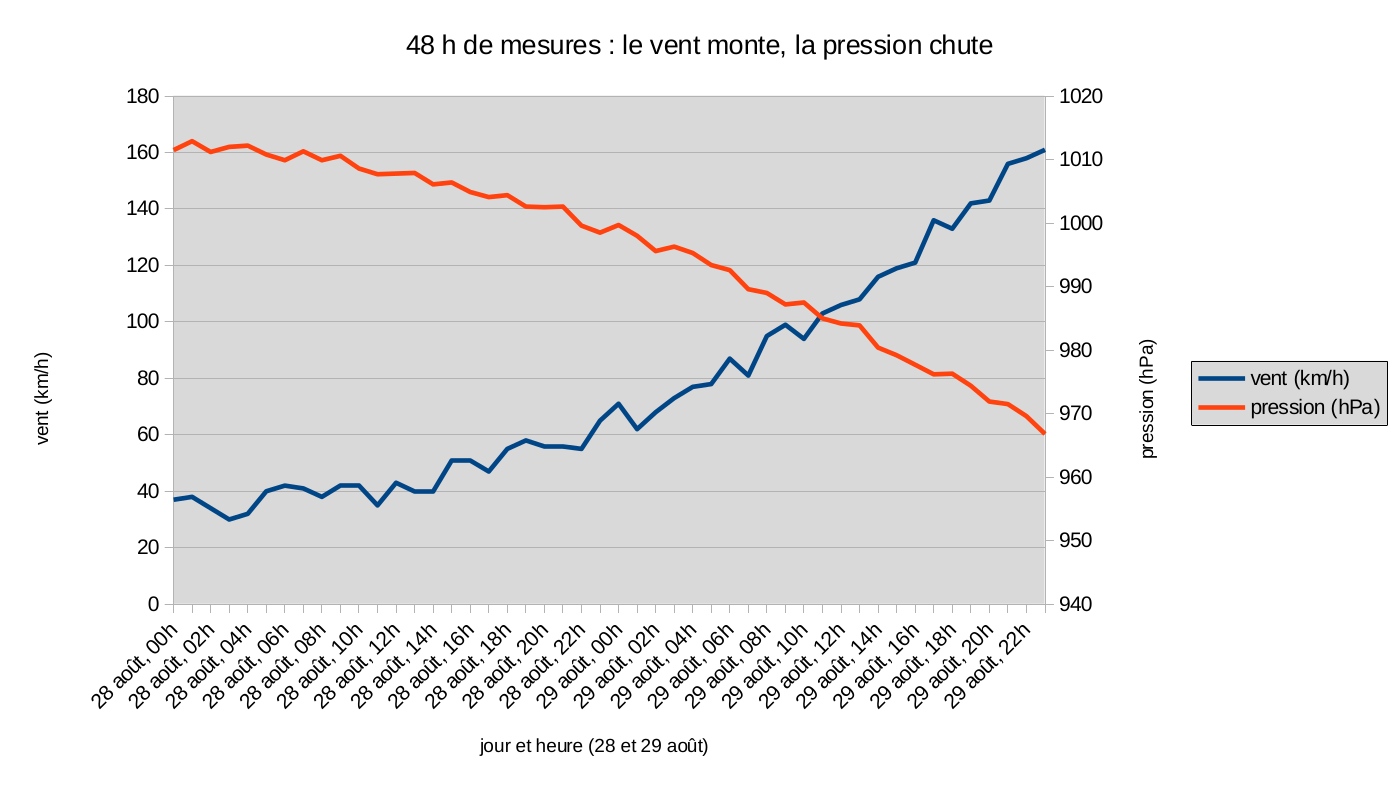 48 h de mesures : le vent monte, la pression chute
180
160
140
120
100
80
60
40
20
0
vent (km/h)
1020
1010
1000
990
980
970
960
950
940
pression (hPa)
28 août, 00h
28 août, 02h
28 août, 04h
28 août, 06h
28 août, 08h
28 août, 10h
28 août, 12h
28 août, 14h
28 août, 16h
28 août, 18h
28 août, 20h
28 août, 22h
29 août, 00h
29 août, 02h
29 août, 04h
29 août, 06h
29 août, 08h
29 août, 10h
29 août, 12h
29 août, 14h
29 août, 16h
29 août, 18h
29 août, 20h
29 août, 22h
jour et heure (28 et 29 août)
vent (km/h)
pression (hPa)